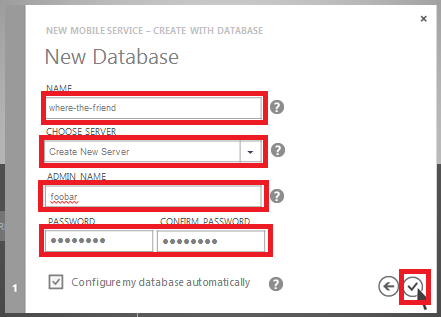 NEW MOBILE SERVICE – CREATE WITH DATABASE
New Database
NAME
where-the-friend
?
CHOOSE SERVER
Create New Server
?
ADMIN NAME
foobar
?
PASSWORD CONFIRM PASSWORD
●●●●●●●● ●●●●●●●●
Configure my database automatically ?
1